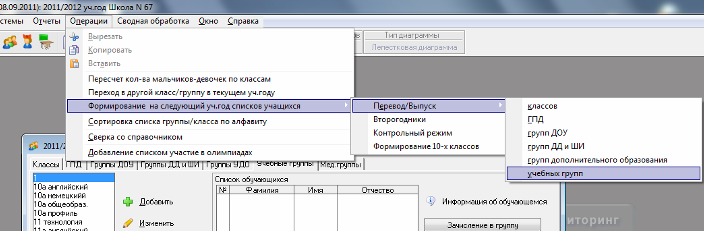 (08.09.2011): 2011/2012 уч.год Школа N 67
стемы Отчеты Операции Сводная обработка Окно Справка
Вырезать
Копировать
Вставить
Пересчет кол-ва мальчиков-девочек по классам
Переход в другой класс/группу в текущем уч.году
Формирование на следующий уч.год списков учащихся
Сортировка списка группы/класса по алфавиту
Сверка со справочником
Добавление списка участие в олимпиадах
Тип диаграммы
Лепестковая диаграмма
Перевод/Выпуск
Второгодники
Контрольный режим
Формирование 10-х классов
классов
ГПД
групп ДОУ
групп ДД и ШИ
групп дополнительного образования
учебных групп
2011/2
Классы ГПД Группы ДОУ Группы ДД и ШИ Группы УДО Учебные группы Мед.группы
1
10а английский
10а немецкий
10а общеобраз.
10а профиль
11 технология
11а английский
Добавить
Изменить
Список обучающихся
№ Фамилия Имя Отчество
Информация об обучающемся
Зачисление в группу
иторинг